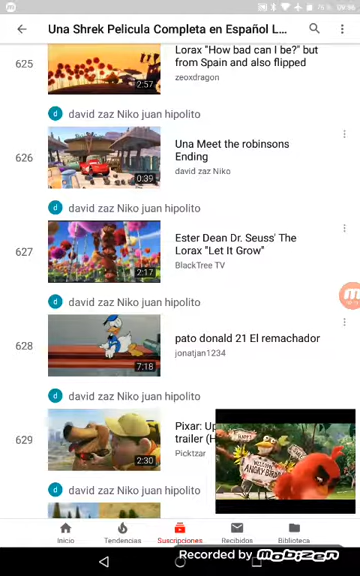 Una Shrek Pelicula Completa en Español L...
625
Lorax "How bad can I be?" but
from Spain and also flipped
zeoxdragon
2:57
david zaz Niko juan hipolito
626
Una Meet the robinsons
Ending
david zaz Niko
0:39
david zaz Niko juan hipolito
627
Ester Dean Dr. Seuss' The
Lorax "Let It Grow"
BlackTree TV
2:17
david zaz Niko juan hipolito
628
pato donald 21 El remachador
jonatjan1234
7:18
david zaz Niko juan hipolito
629
Pixar: Up
trailer (H
Picktzar
2:30
WELCOME
ANGRY BIRDS
david zaz Niko juan hipolito
Inicio
Tendencias
Suscripciones
Recibidos
Biblioteca
Recorded by Mobizen